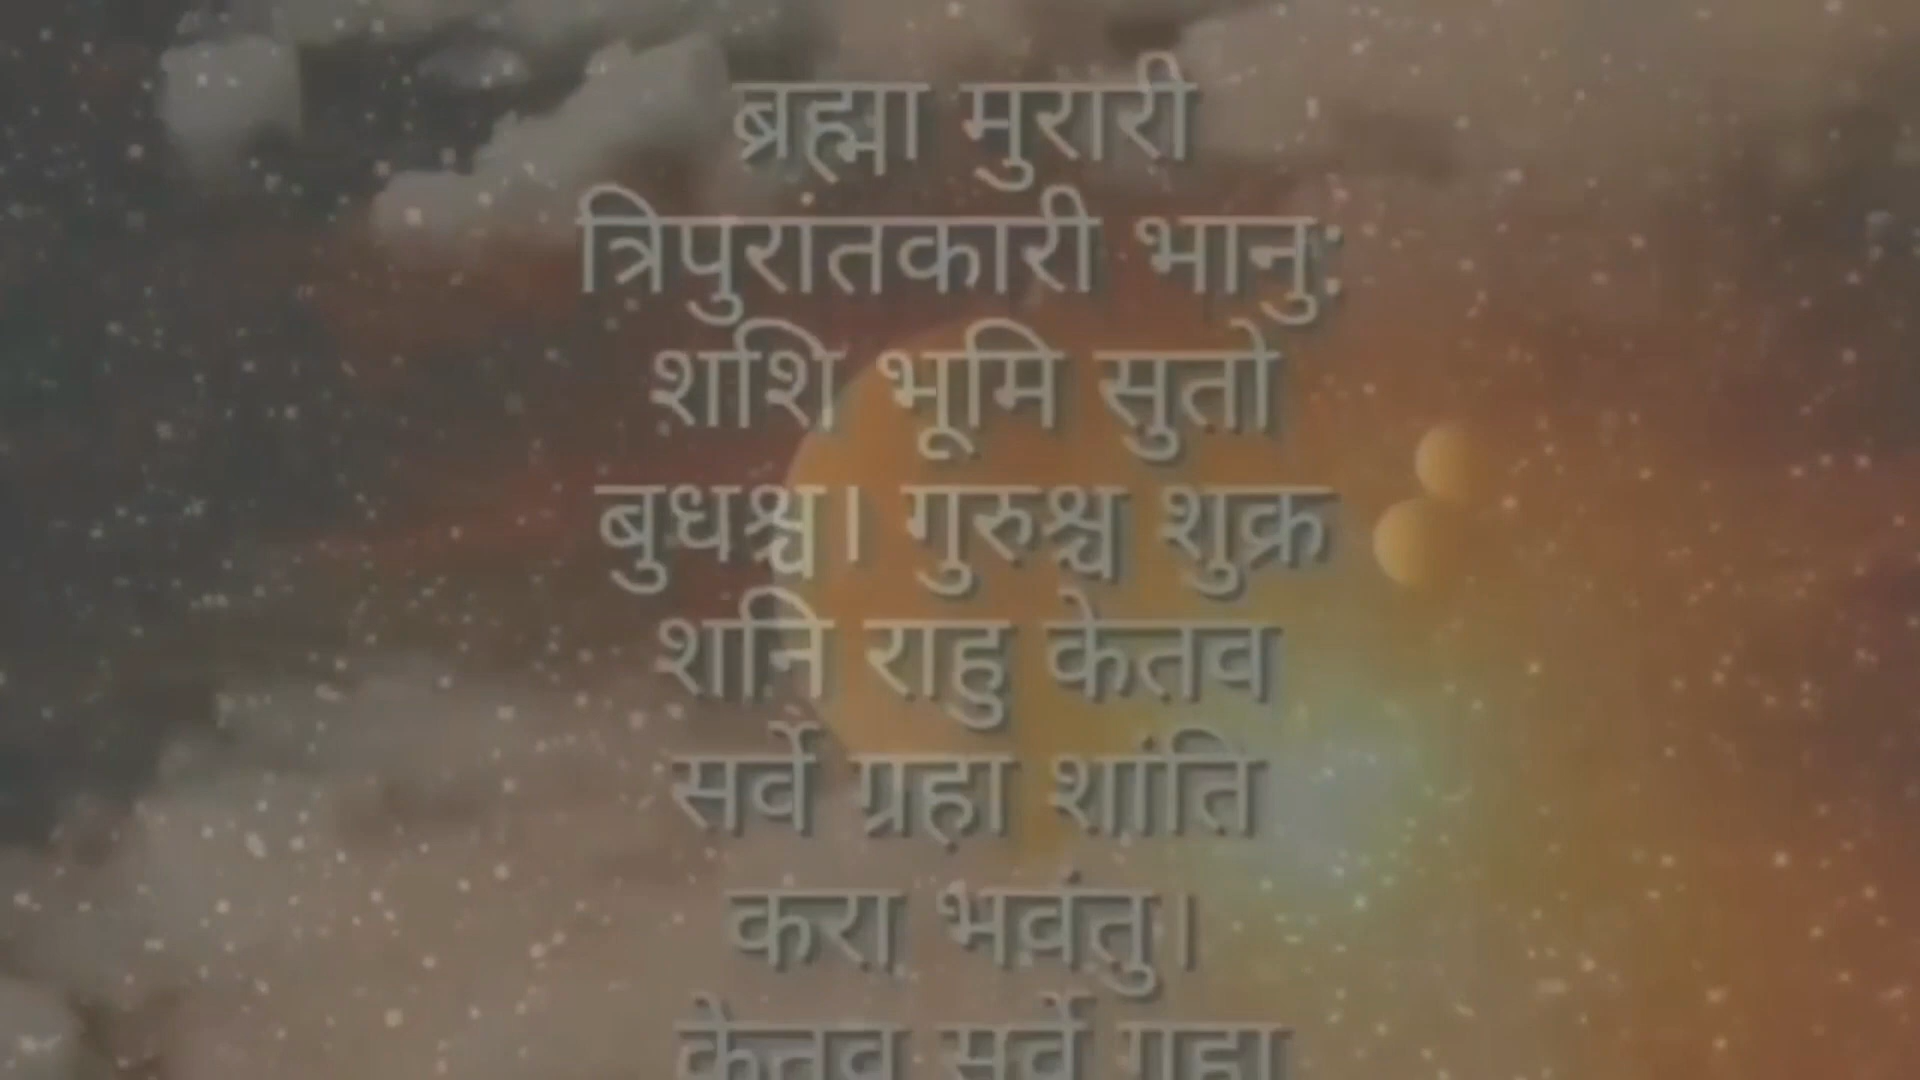 ब्रह्मा मुरारी
त्रिपुरातकारी भानु:
शशि भूमि सुतो
बुधश्च। गुरुश्च शुक्र
शनि राहु केतव
सर्वे ग्रहा शांति
करा भवंतु।
केतव सर्वे ग्रहा